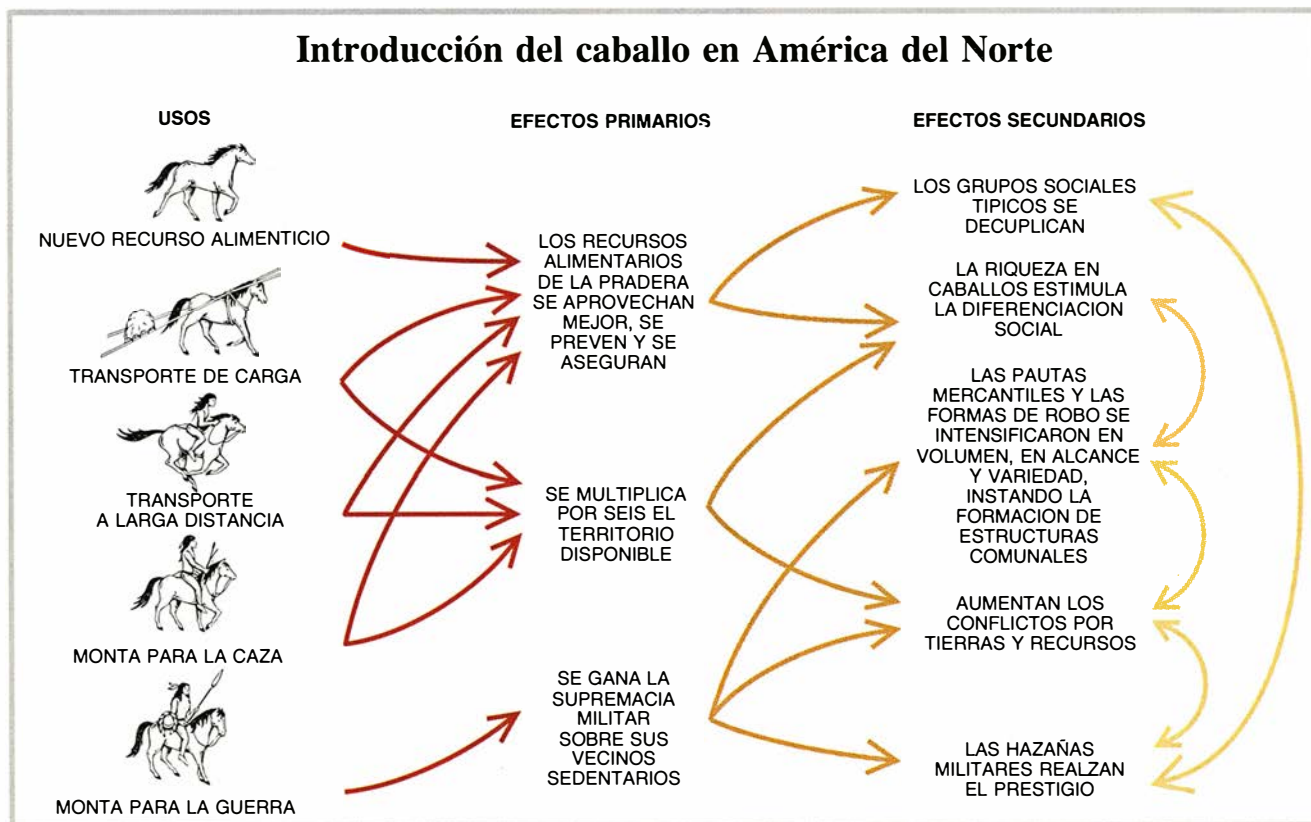 Introducción del caballo en América del Norte
USOS
NUEVO RECURSO ALIMENTICIO
TRANSPORTE DE CARGA
TRANSPORTE
A LARGA DISTANCIA
MONTA PARA LA CAZA
MONTA PARA LA GUERRA
EFECTOS PRIMARIOS
LOS RECURSOS
ALIMENTARIOS
DE LA PRADERA
SE APROVECHAN
MEJOR, SE
PREVEN Y SE
ASEGURAN
SE MULTIPLICA
POR SEIS EL
TERRITORIO
DISPONIBLE
SE GANA LA
SUPREMACIA
MILITAR
SOBRE SUS
VECINOS
SEDENTARIOS
EFECTOS SECUNDARIOS
LOS GRUPOS SOCIALES
TIPICOS SE
DECUPLICAN
LA RIQUEZA EN
CABALLOS ESTIMULA
LA DIFERENCIACION
SOCIAL
LAS PAUTAS
MERCANTILES Y LAS
FORMAS DE ROBO SE
INTENSIFICARON EN
VOLUMEN, EN ALCANCE
Y VARIEDAD,
INSTANDO LA
FORMACION DE
ESTRUCTURAS
COMUNALES
AUMENTAN LOS
CONFLICTOS POR
TIERRAS Y RECURSOS
LAS HAZAÑAS
MILITARES REALZAN
EL PRESTIGIO